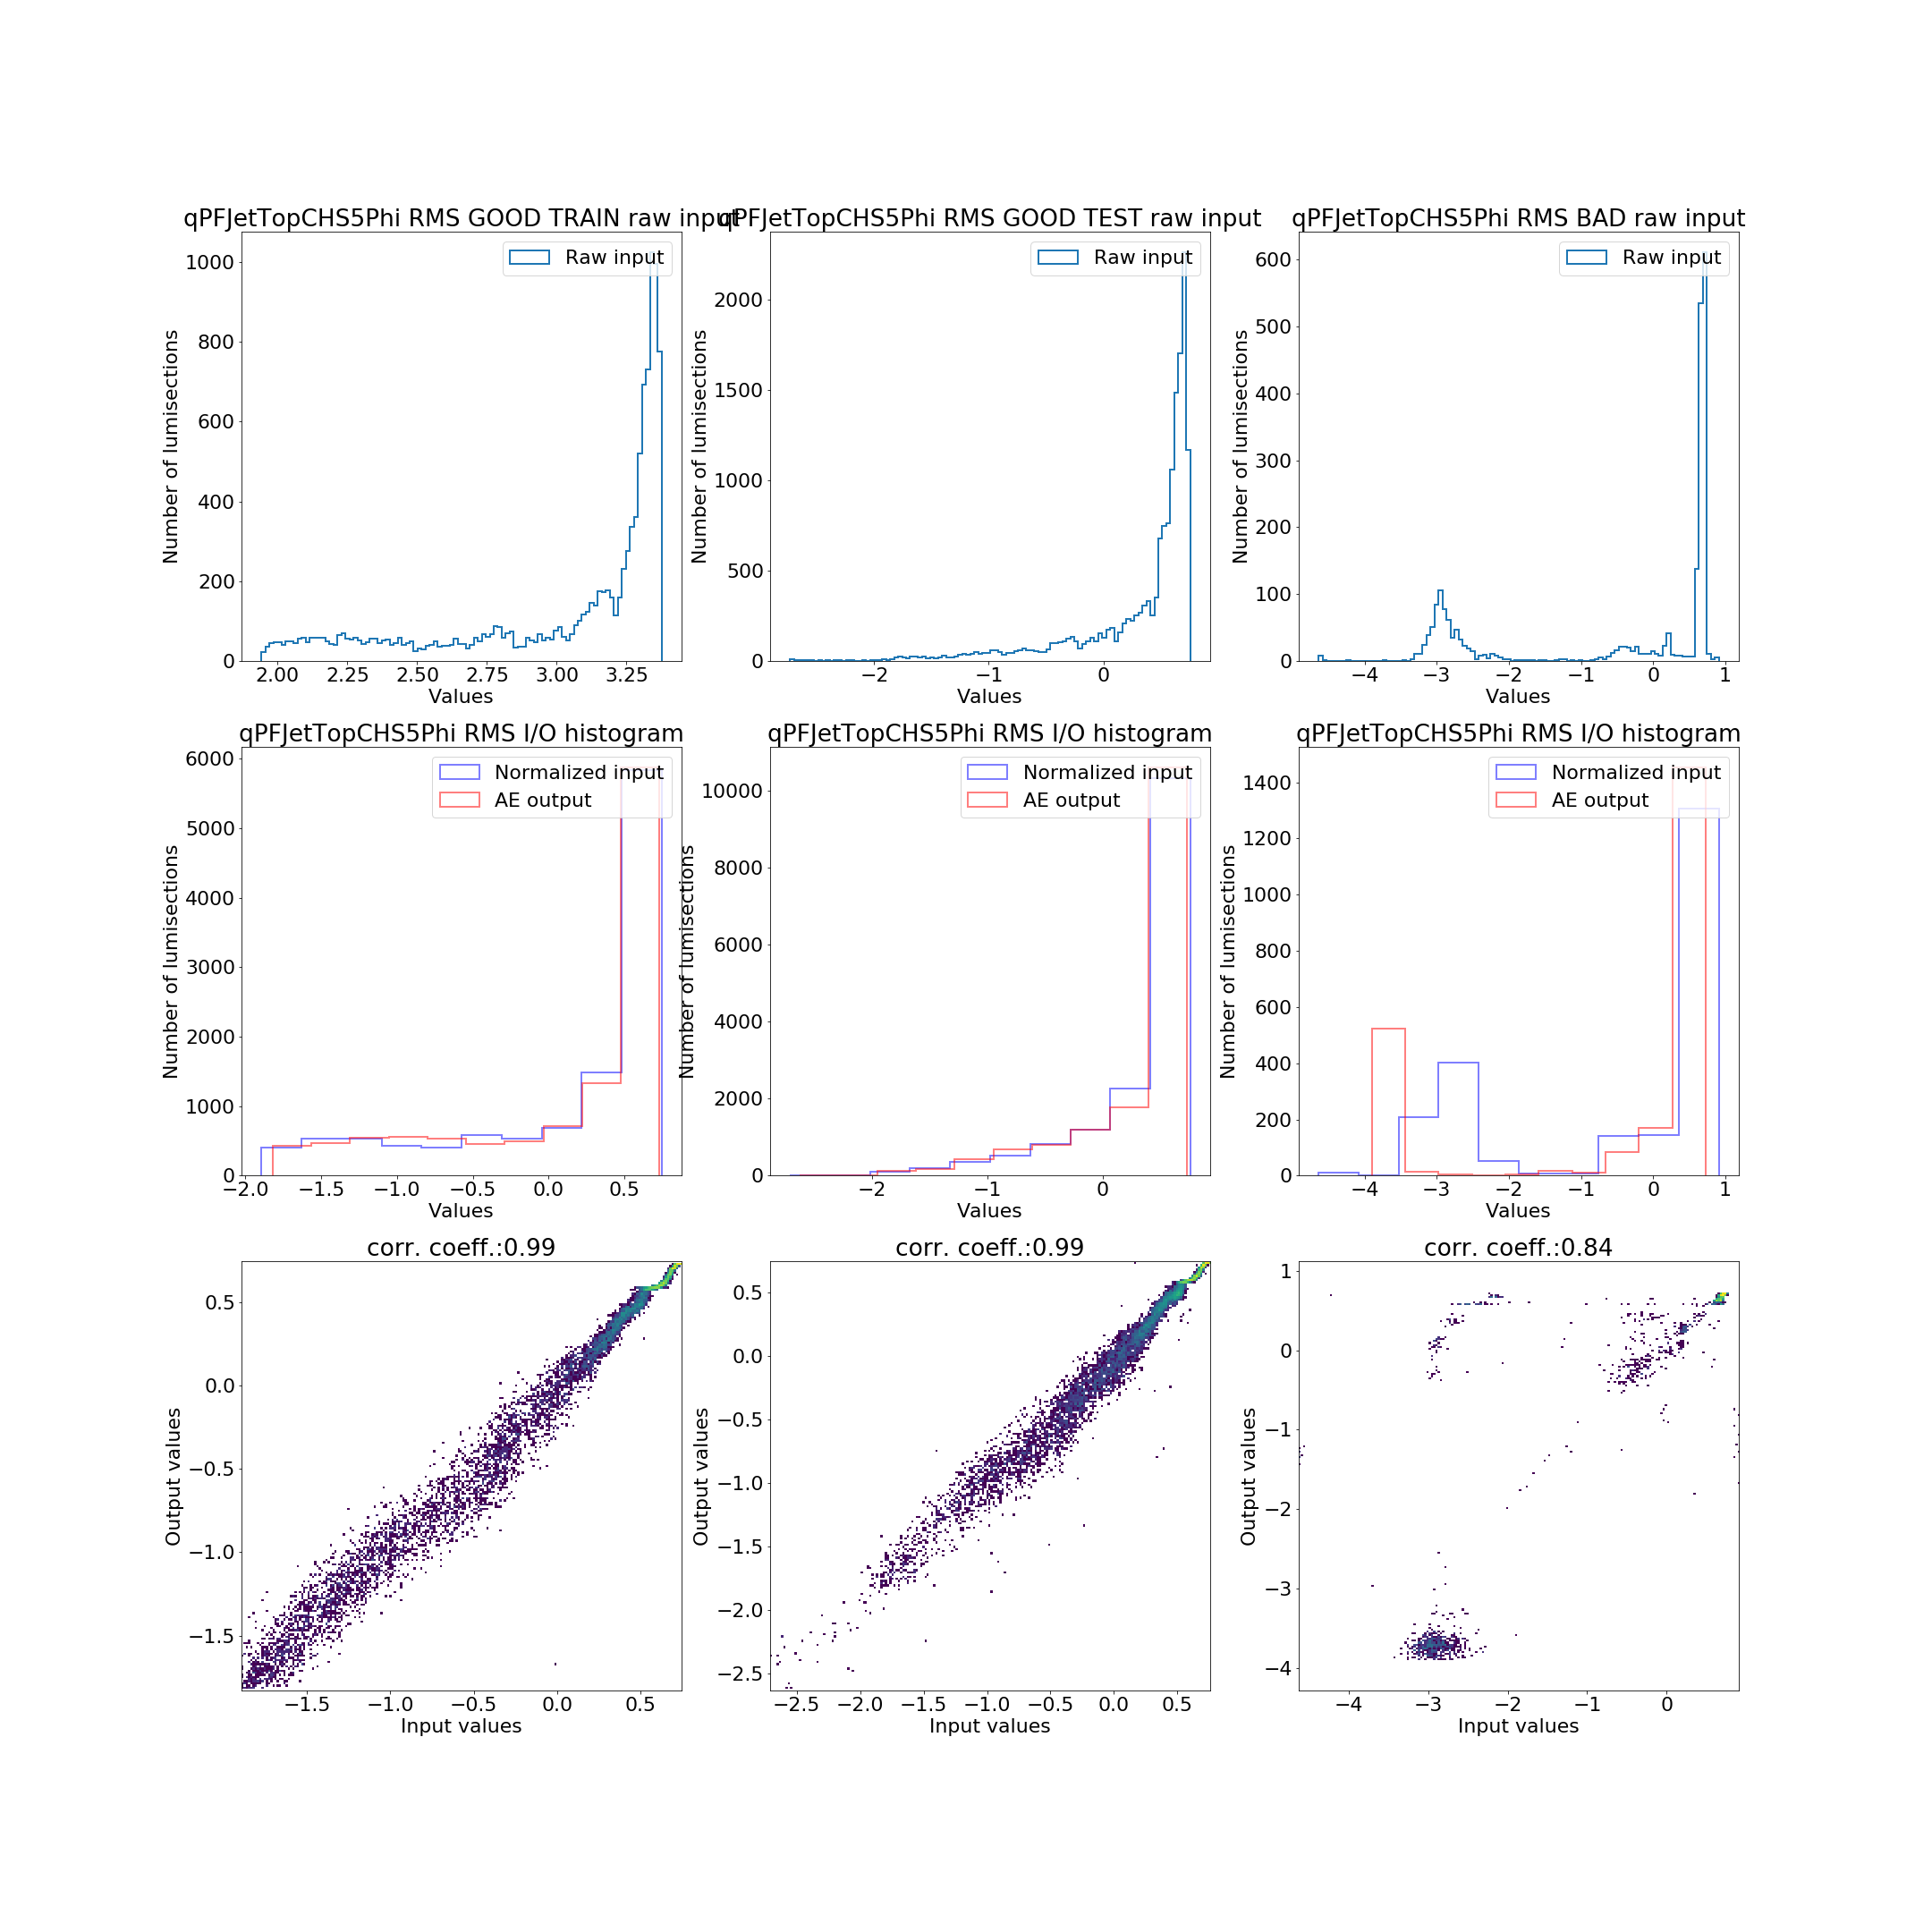 qPFJetTopCHS5Phi RMS GOOD TRAIN raw input
Raw input
1000
800
600
400
200
0
Number of lumisections
2.00 2.25 2.50 2.75 3.00 3.25
Values
qPFJetTopCHS5Phi RMS GOOD TEST raw input
Raw input
2000
1500
1000
500
0
Number of lumisections
−2 −1 0
Values
qPFJetTopCHS5Phi RMS BAD raw input
Raw input
600
500
400
300
200
100
0
Number of lumisections
−4 −3 −2 −1 0 1
Values
qPFJetTopCHS5Phi RMS I/O histogram
Normalized input
AE output
6000
5000
4000
3000
2000
1000
0
Number of lumisections
−2.0 −1.5 −1.0 −0.5 0.0 0.5
Values
qPFJetTopCHS5Phi RMS I/O histogram
Normalized input
AE output
10000
8000
6000
4000
2000
0
Number of lumisections
−2 −1 0
Values
qPFJetTopCHS5Phi RMS I/O histogram
Normalized input
AE output
1400
1200
1000
800
600
400
200
0
Number of lumisections
−4 −3 −2 −1 0 1
Values
corr. coeff.:0.99
0.5
0.0
−0.5
−1.0
−1.5
Output values
−1.5 −1.0 −0.5 0.0 0.5
Input values
corr. coeff.:0.99
0.5
0.0
−0.5
−1.0
−1.5
−2.0
−2.5
Output values
−2.5 −2.0 −1.5 −1.0 −0.5 0.0 0.5
Input values
corr. coeff.:0.84
1
0
−1
−2
−3
−4
Output values
−4 −3 −2 −1 0
Input values